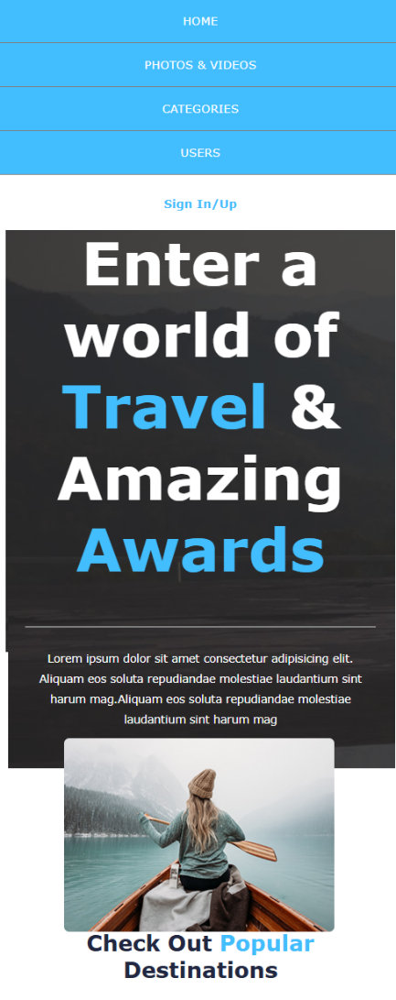 HOME
PHOTOS & VIDEOS
CATEGORIES
USERS
Sign In/Up
Enter a
world of
Travel &
Amazing
Awards
Lorem ipsum dolor sit amet consectetur adipisicing elit.
Aliquam eos soluta repudiandae molestiae laudantium sint
harum mag.Aliquam eos soluta repudiandae molestiae
laudantium sint harum mag
Check Out Popular
Destinations